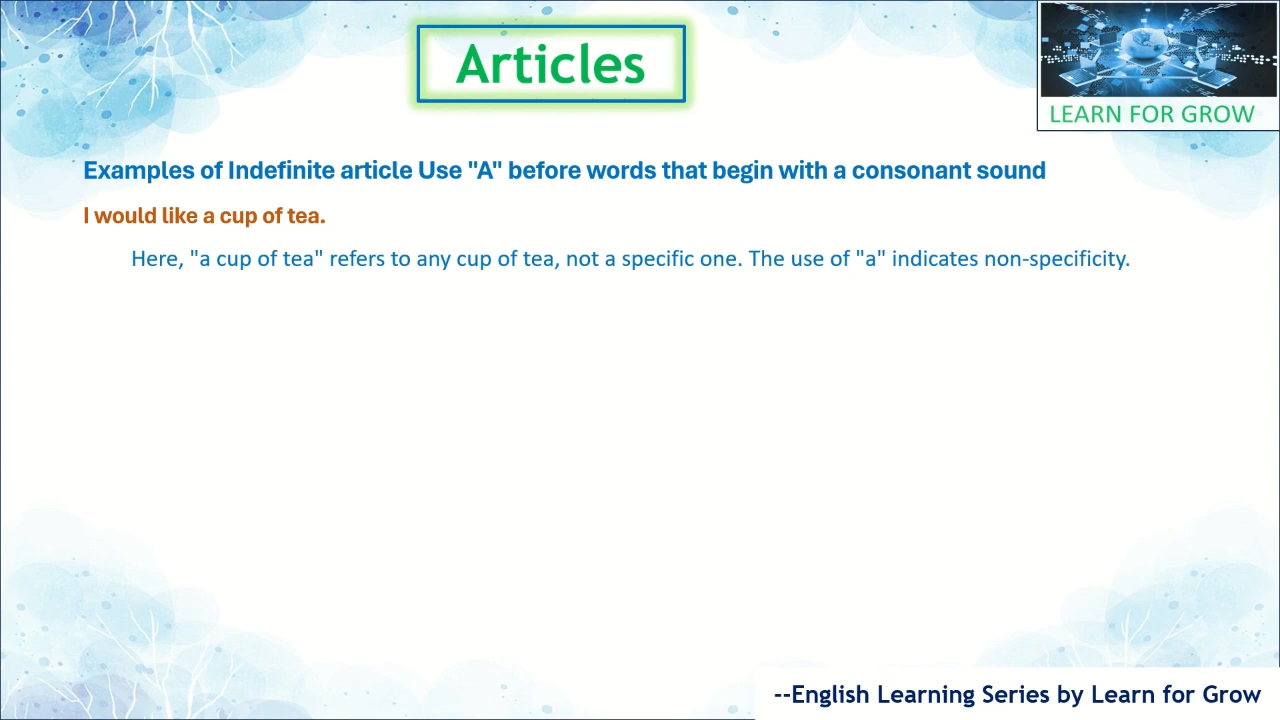 Articles
LEARN FOR GROW
Examples of Indefinite article Use "A" before words that begin with a consonant sound
I would like a cup of tea.
Here, "a cup of tea" refers to any cup of tea, not a specific one. The use of "a" indicates non-specificity.
--English Learning Series by Learn for Grow